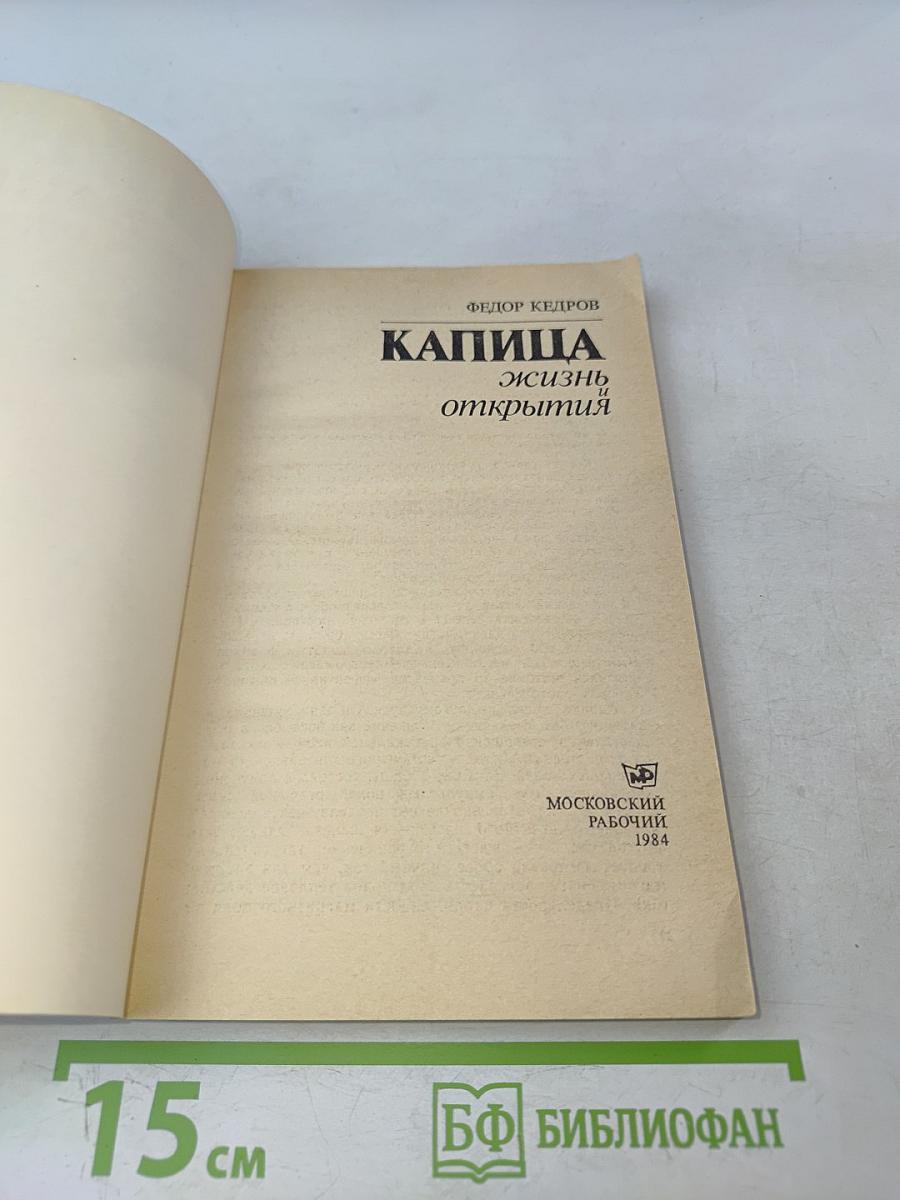 ФЕДОР КЕДРОВ
КАПИЦА
жизнь
и
открытия
МР
МОСКОВСКИЙ
РАБОЧИЙ
1984
15 см
БФ БИБЛИОФАН